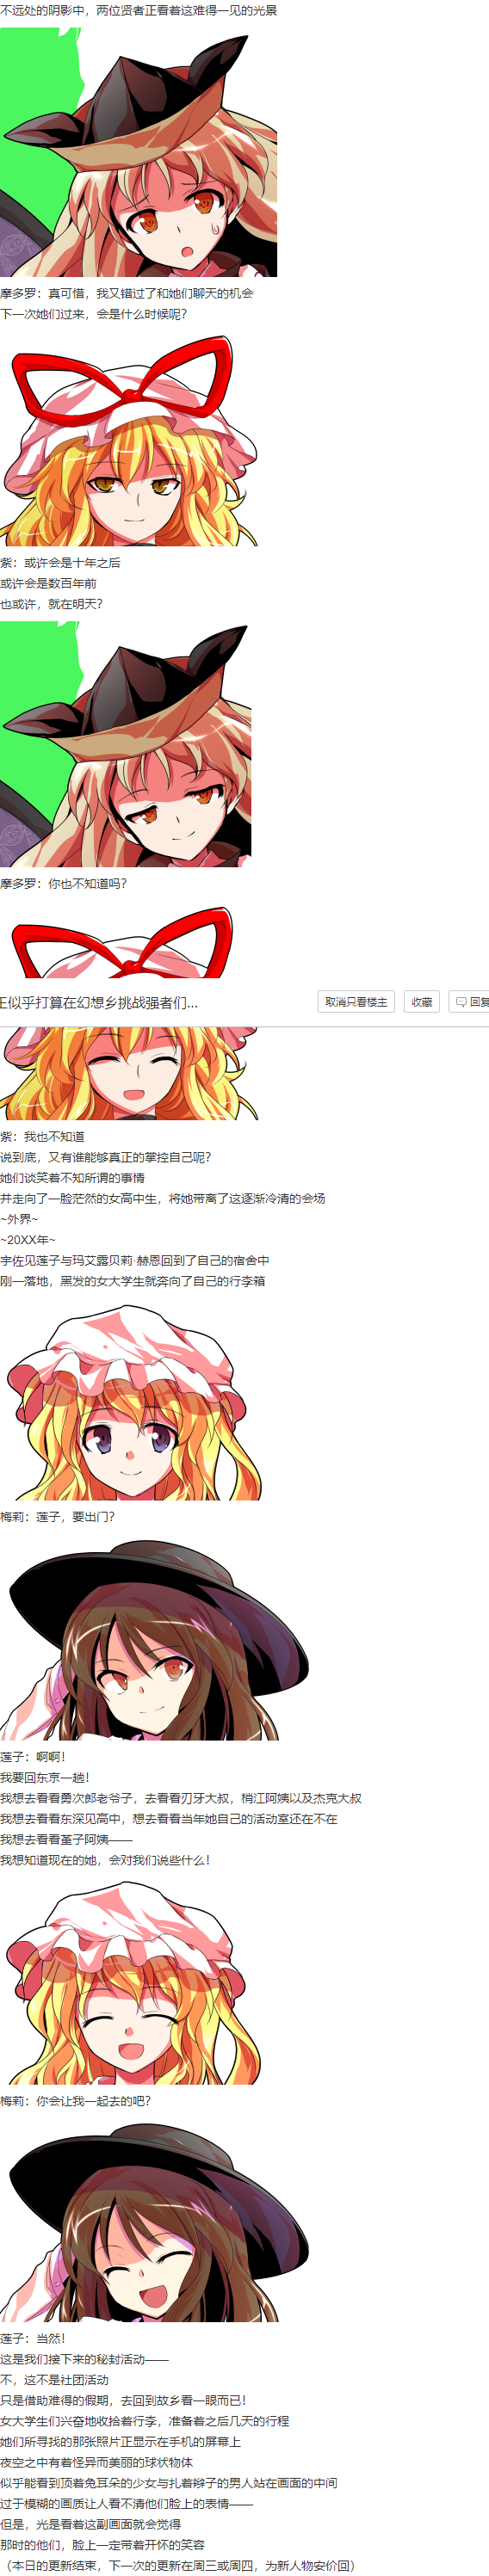 不远处的阴影中，两位贤者正看着这难得一见的光景
摩多罗：真可惜，我又错过了和她们聊天的机会
下一次她们过来，会是什么时候呢？
紫：或许会是十年之后
或许会是数百年前
也或许，就在明天？
摩多罗：你也不知道吗？
王似乎打算在幻想乡挑战强者们...
取消只看楼主
收藏
回复
紫：我也不知道
说到底，又有谁能够真正的掌控自己呢？
她们谈笑着不知所谓的事情
并走向了一脸茫然的女高中生，将她带离了这逐渐冷清的会场
~外界~
~20XX年~
宇佐见莲子与玛艾露贝莉·赫恩回到了自己的宿舍中
刚一落地，黑发的女大学生就奔向了自己的行李箱
梅莉：莲子，要出门？
莲子：啊啊！
我要回东京一趟！
我想去看看勇次郎老爷子，去看看刃牙大叔，梢江阿姨以及杰克大叔
我想去看看东深见高中，想去看看当年她自己的活动室还在不在
我想去看看堇子阿姨——
我想知道现在的她，会对我们说些什么！
梅莉：你会让我一起去的吧？
莲子：当然！
这是我们接下来的秘封活动——
不，这不是社团活动
只是借助难得的假期，去回到故乡看一眼而已！
女大学生们兴奋地收拾着行李，准备着之后几天的行程
她们所寻找的那张照片正显示在手机的屏幕上
夜空之中有着怪异而美丽的球状物体
似乎能看到顶着兔耳朵的少女与扎着辫子的男人站在画面的中间
过于模糊的画质让人看不清他们脸上的表情——
但是，光是看着这副画面就会觉得
那时的他们，脸上一定带着开怀的笑容
（本日的更新结束，下一次的更新在周三或周四，为新人物安价回）